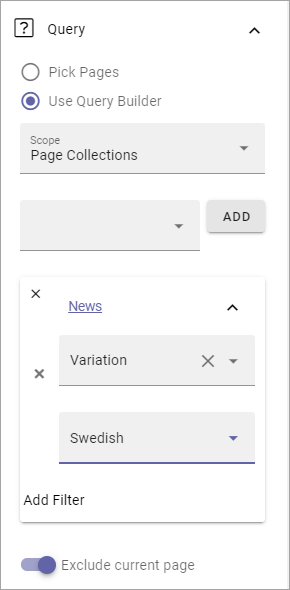 Query
Pick Pages
Use Query Builder
Scope
Page Collections
ADD
News
Variation
Swedish
Add Filter
Exclude current page